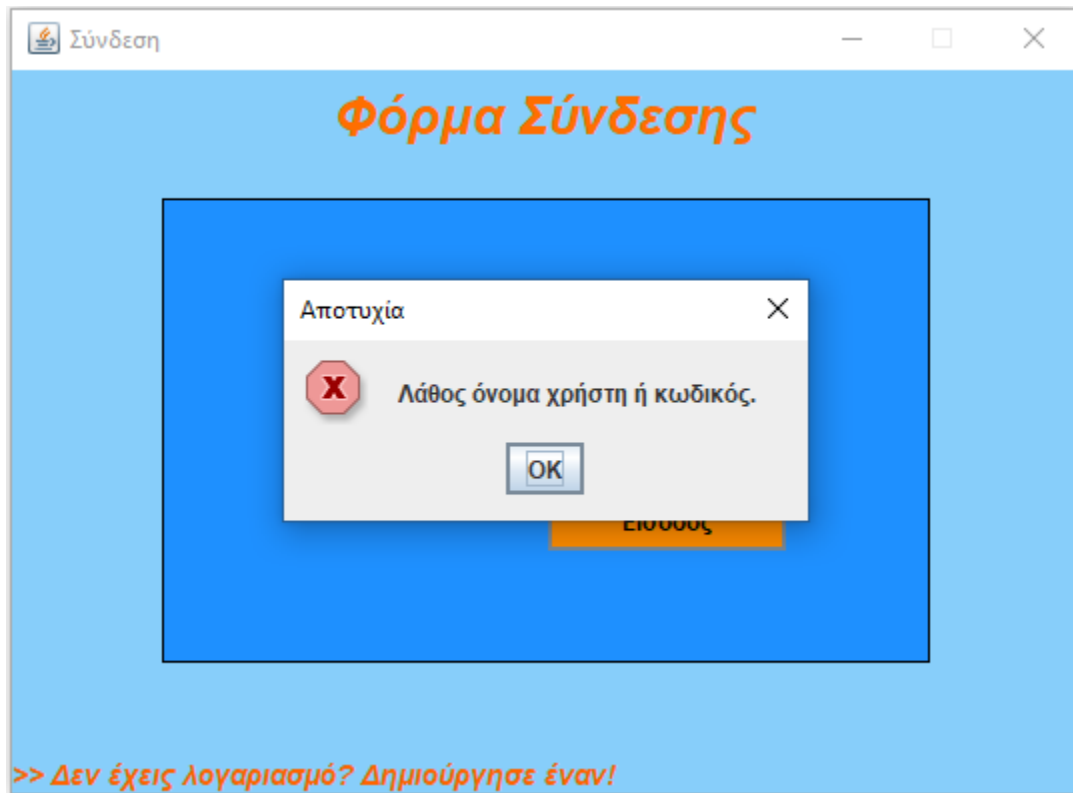 Σύνδεση
Φόρμα Σύνδεσης
Αποτυχία
Λάθος όνομα χρήστη ή κωδικός.
OK
>> Δεν έχεις λογαριασμό? Δημιούργησε έναν!